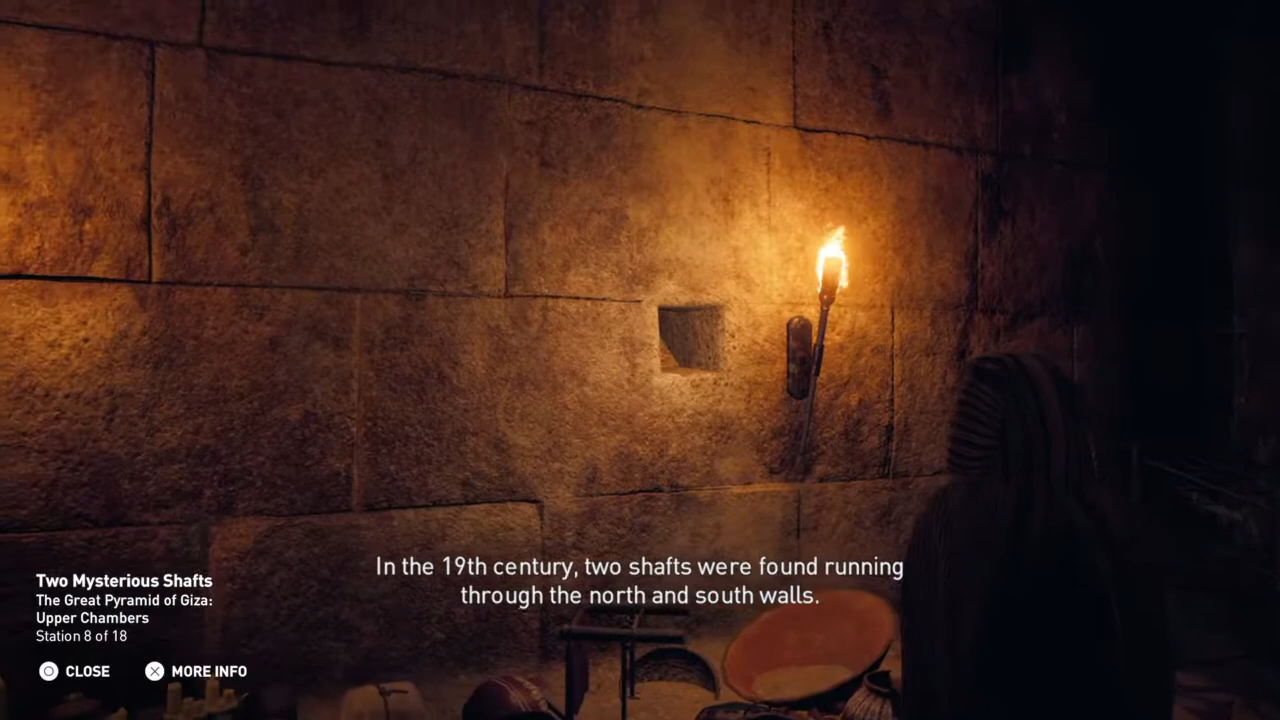 In the 19th century, two shafts were found running
through the north and south walls.
Two Mysterious Shafts
The Great Pyramid of Giza:
Upper Chambers
Station 8 of 18
CLOSE
MORE INFO